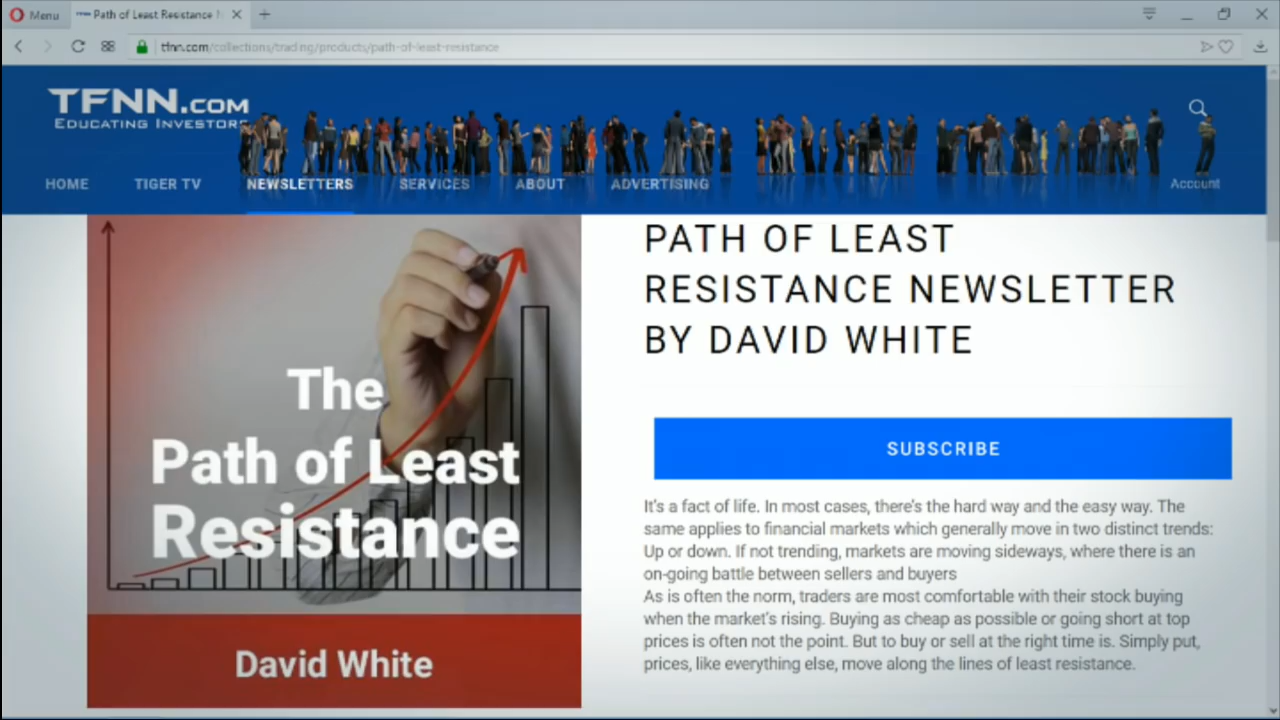 Menu
Path of Least Resistance
tfnn.com/collections/trading/products/path-of-least-resistance
TFNN.COM
EDUCATING INVESTORS
HOME
TIGER TV
NEWSLETTERS
SERVICES
ABOUT
ADVERTISING
Account
The
Path of Least
Resistance
David White
PATH OF LEAST
RESISTANCE NEWSLETTER
BY DAVID WHITE
SUBSCRIBE
It's a fact of life. In most cases, there's the hard way and the easy way. The
same applies to financial markets which generally move in two distinct trends:
Up or down. If not trending, markets are moving sideways, where there is an
on-going battle between sellers and buyers
As is often the norm, traders are most comfortable with their stock buying
when the market's rising. Buying as cheap as possible or going short at top
prices is often not the point. But to buy or sell at the right time is. Simply put,
prices, like everything else, move along the lines of least resistance.